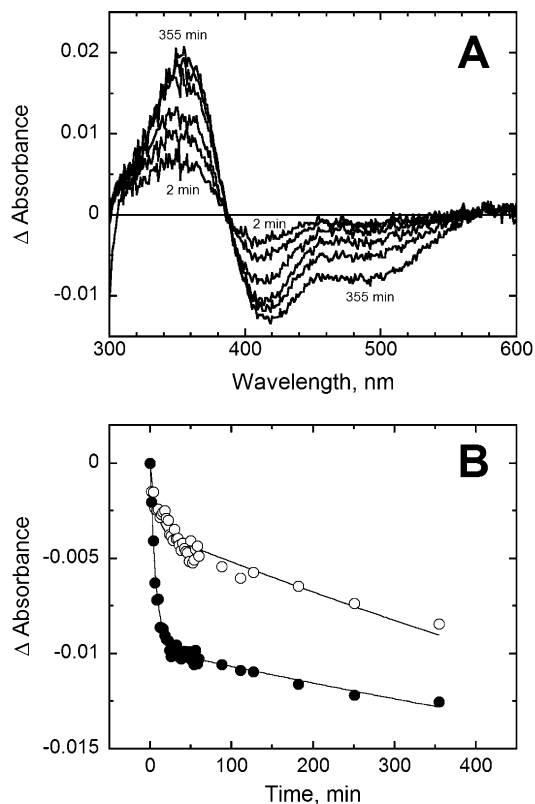 A
355 min
0.02
0.01
0
-0.01
2 min
2 min
355 min
Δ Absorbance
300
400
500
600
Wavelength, nm
B
0
-0.005
-0.01
-0.015
Δ Absorbance
0
100
200
300
400
Time, min